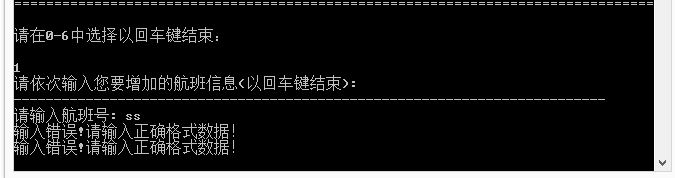 ================================================================================
请在0-6中选择以回车键结束：
1
请依次输入您要增加的航班信息(以回车键结束):
--------------------------------------------------------------------------
请输入航班号: ss
输入错误!请输入正确格式数据!
输入错误!请输入正确格式数据!